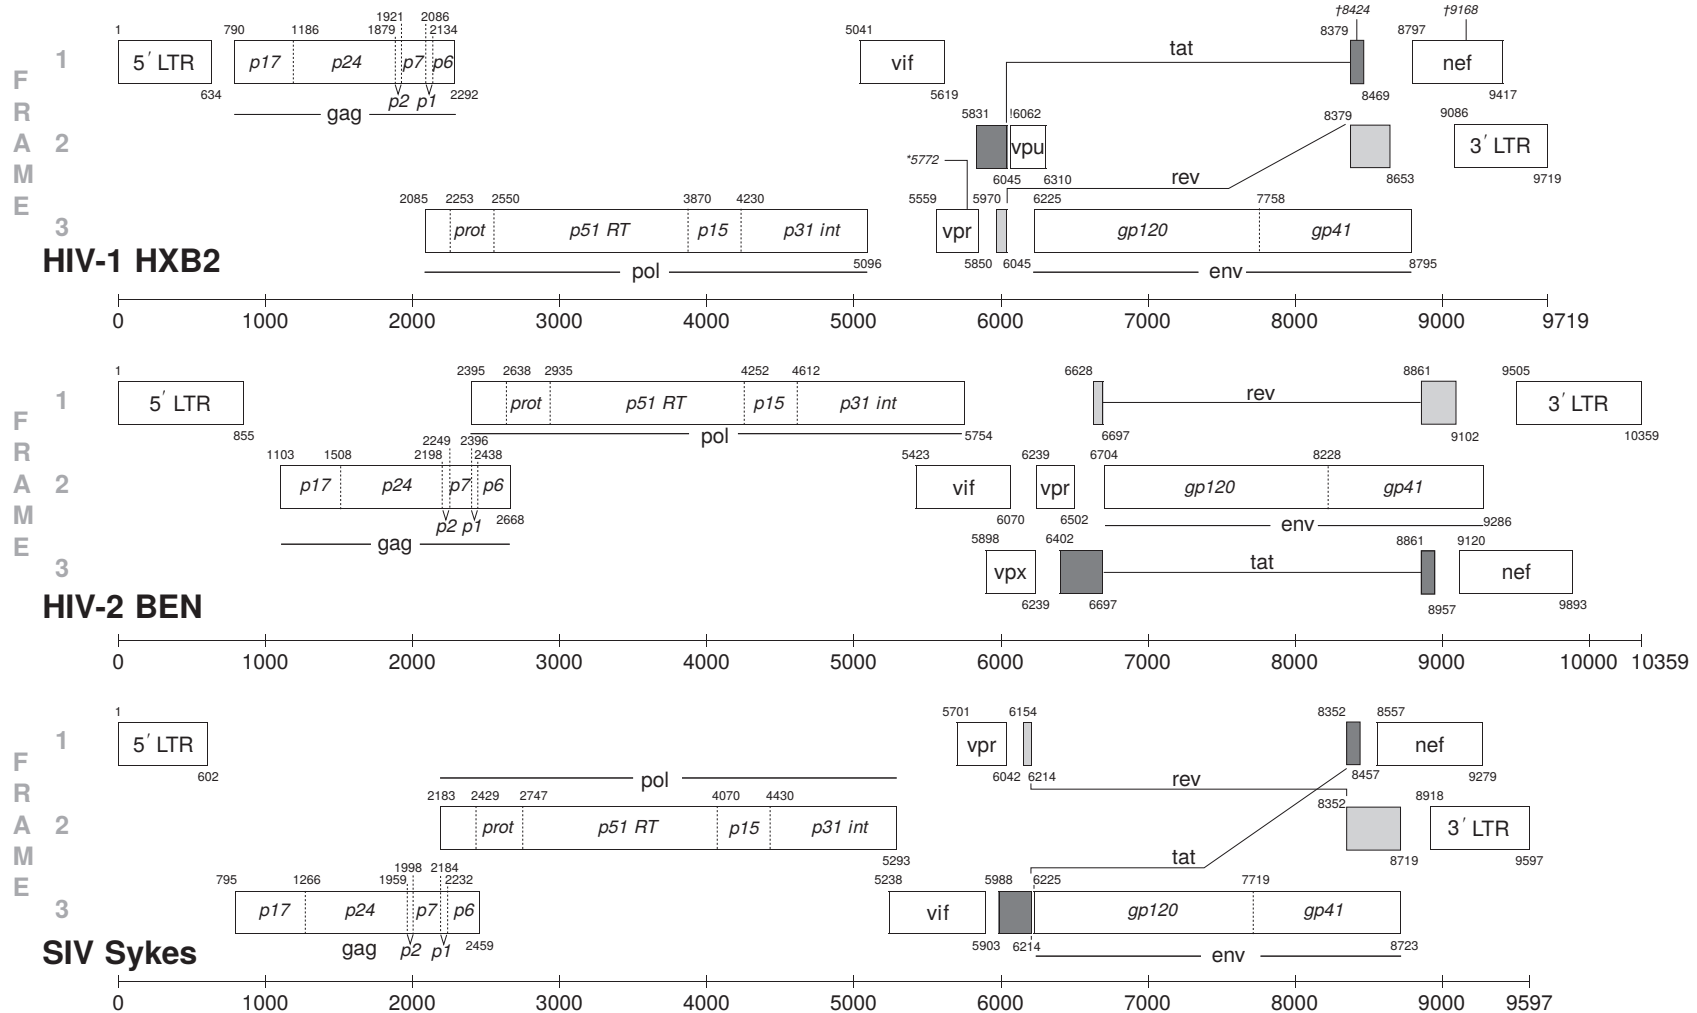 1 790 1186 1921 1879 2086 2134 5041 †8424 8379 8797 †9168
FRAME
1 5′ LTR p17 p24 p7 p6 vif tat nef
634 p2 p1 2292 5619 8469 9417
gag
5831 !6062 8379 9086
2 vpu 3′ LTR
*5772 6045 6310 rev 8653 9719
2085 2253 2550 3870 4230 5559 5970 6225 7758
3 prot p51 RT p15 p31 int vpr gp120 gp41
HIV-1 HXB2
pol 5096 5850 6045 env 8795
0 1000 2000 3000 4000 5000 6000 7000 8000 9000 9719
1 2395 2638 2935 4252 4612 6628 8861 9505
FRAME
1 5′ LTR prot p51 RT p15 p31 int rev 3′ LTR
855 pol 5754 6697 9102 10359
1103 1508 2249 2198 2396 2438 5423 6239 6704 8228
2 p17 p24 p7 p6 vif vpr gp120 gp41
p2 p1 2668 6070 6502 env 9286
gag
5898 6402 8861 9120
3 vpx tat nef
6239 6697 8957 9893
HIV-2 BEN
0 1000 2000 3000 4000 5000 6000 7000 8000 9000 10000 10359
1 5701 6154 8352 8557
FRAME
1 5′ LTR vpr nef
602 6042 6214 rev 8457 9279
pol
2183 2429 2747 4070 4430 8352 8918
2 prot p51 RT p15 p31 int 3′ LTR
5293 tat 8719 9597
795 1266 1998 1959 2184 2232 5238 5988 6225 7719
3 p17 p24 p7 p6 vif gp120 gp41
gag p2 p1 2459 5903 6214 env 8723
SIV Sykes
0 1000 2000 3000 4000 5000 6000 7000 8000 9000 9597